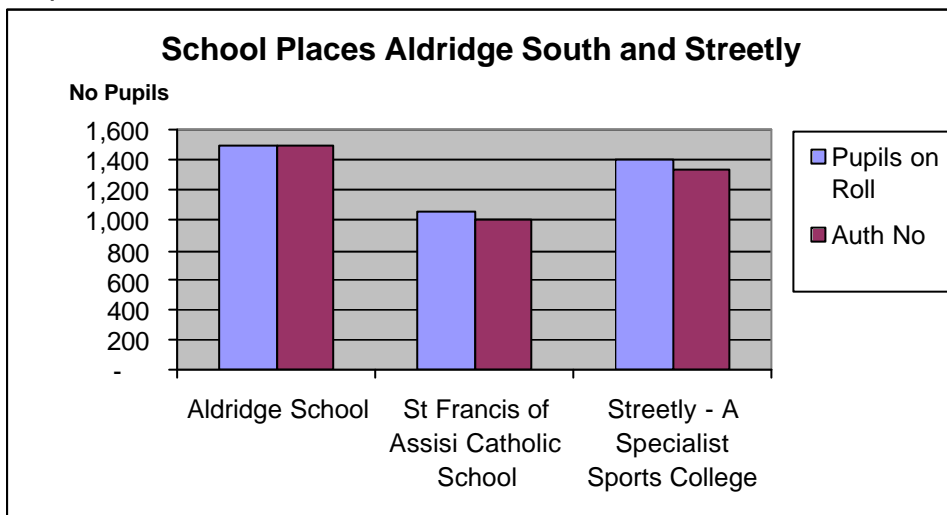 School Places Aldridge South and Streetly
No Pupils
1,600
1,400
1,200
1,000
800
600
400
200
-
Aldridge School
St Francis of
Assisi Catholic
School
Streetly - A
Specialist
Sports College
Pupils on
Roll
Auth No